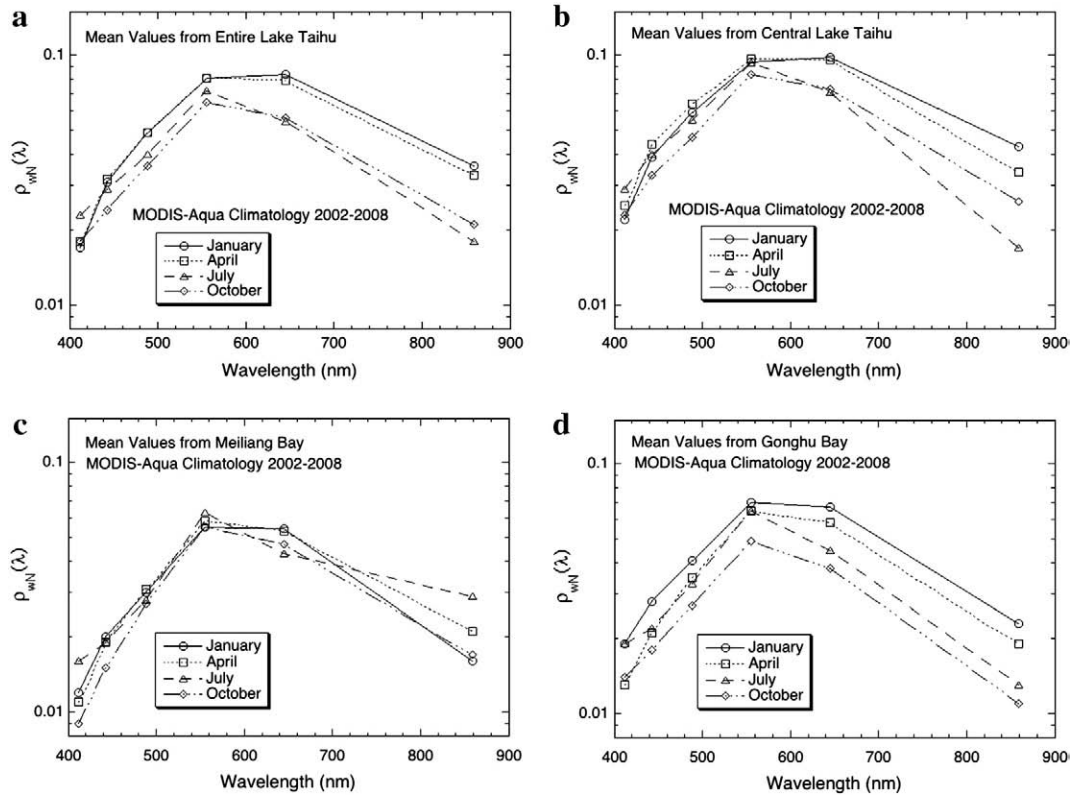 a
Mean Values from Entire Lake Taihu
0.1
ρwN(λ)
MODIS-Aqua Climatology 2002-2008
January
April
July
October
0.01
400 500 600 700 800 900
Wavelength (nm)
b
Mean Values from Central Lake Taihu
0.1
ρwN(λ)
MODIS-Aqua Climatology 2002-2008
January
April
July
October
0.01
400 500 600 700 800 900
Wavelength (nm)
c
Mean Values from Meiliang Bay
MODIS-Aqua Climatology 2002-2008
0.1
ρwN(λ)
January
April
July
October
0.01
400 500 600 700 800 900
Wavelength (nm)
d
Mean Values from Gonghu Bay
MODIS-Aqua Climatology 2002-2008
0.1
ρwN(λ)
January
April
July
October
0.01
400 500 600 700 800 900
Wavelength (nm)